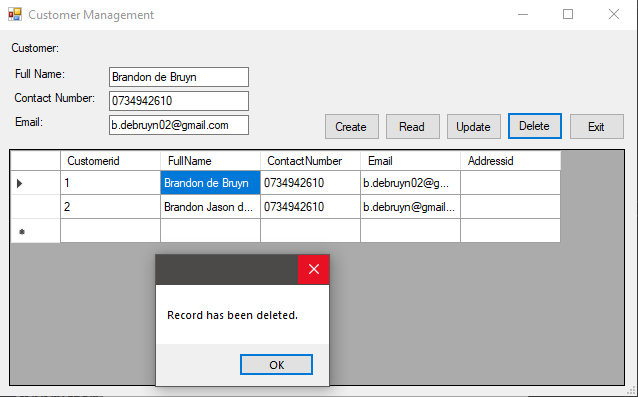 Customer Management
Customer:
Full Name: Brandon de Bruyn
Contact Number: 0734942610
Email: b.debruyn02@gmail.com
Create Read Update Delete Exit
Customerid FullName ContactNumber Email Addressid
1 Brandon de Bruyn 0734942610 b.debruyn02@g...
2 Brandon Jason d... 0734942610 b.debruyn@gmail...
Record has been deleted.
OK